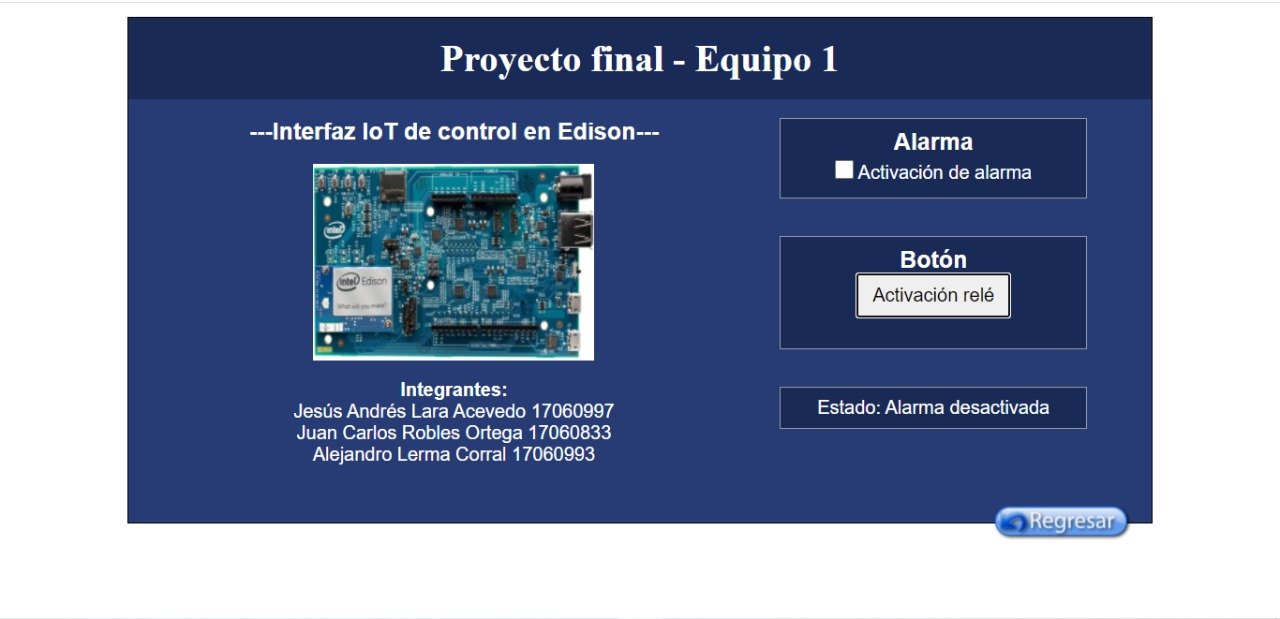 Proyecto final - Equipo 1
---Interfaz IoT de control en Edison---
intel
intel Edison
What will you make?
Integrantes:
Jesús Andrés Lara Acevedo 17060997
Juan Carlos Robles Ortega 17060833
Alejandro Lerma Corral 17060993
Alarma
Activación de alarma
Botón
Activación relé
Estado: Alarma desactivada
Regresar